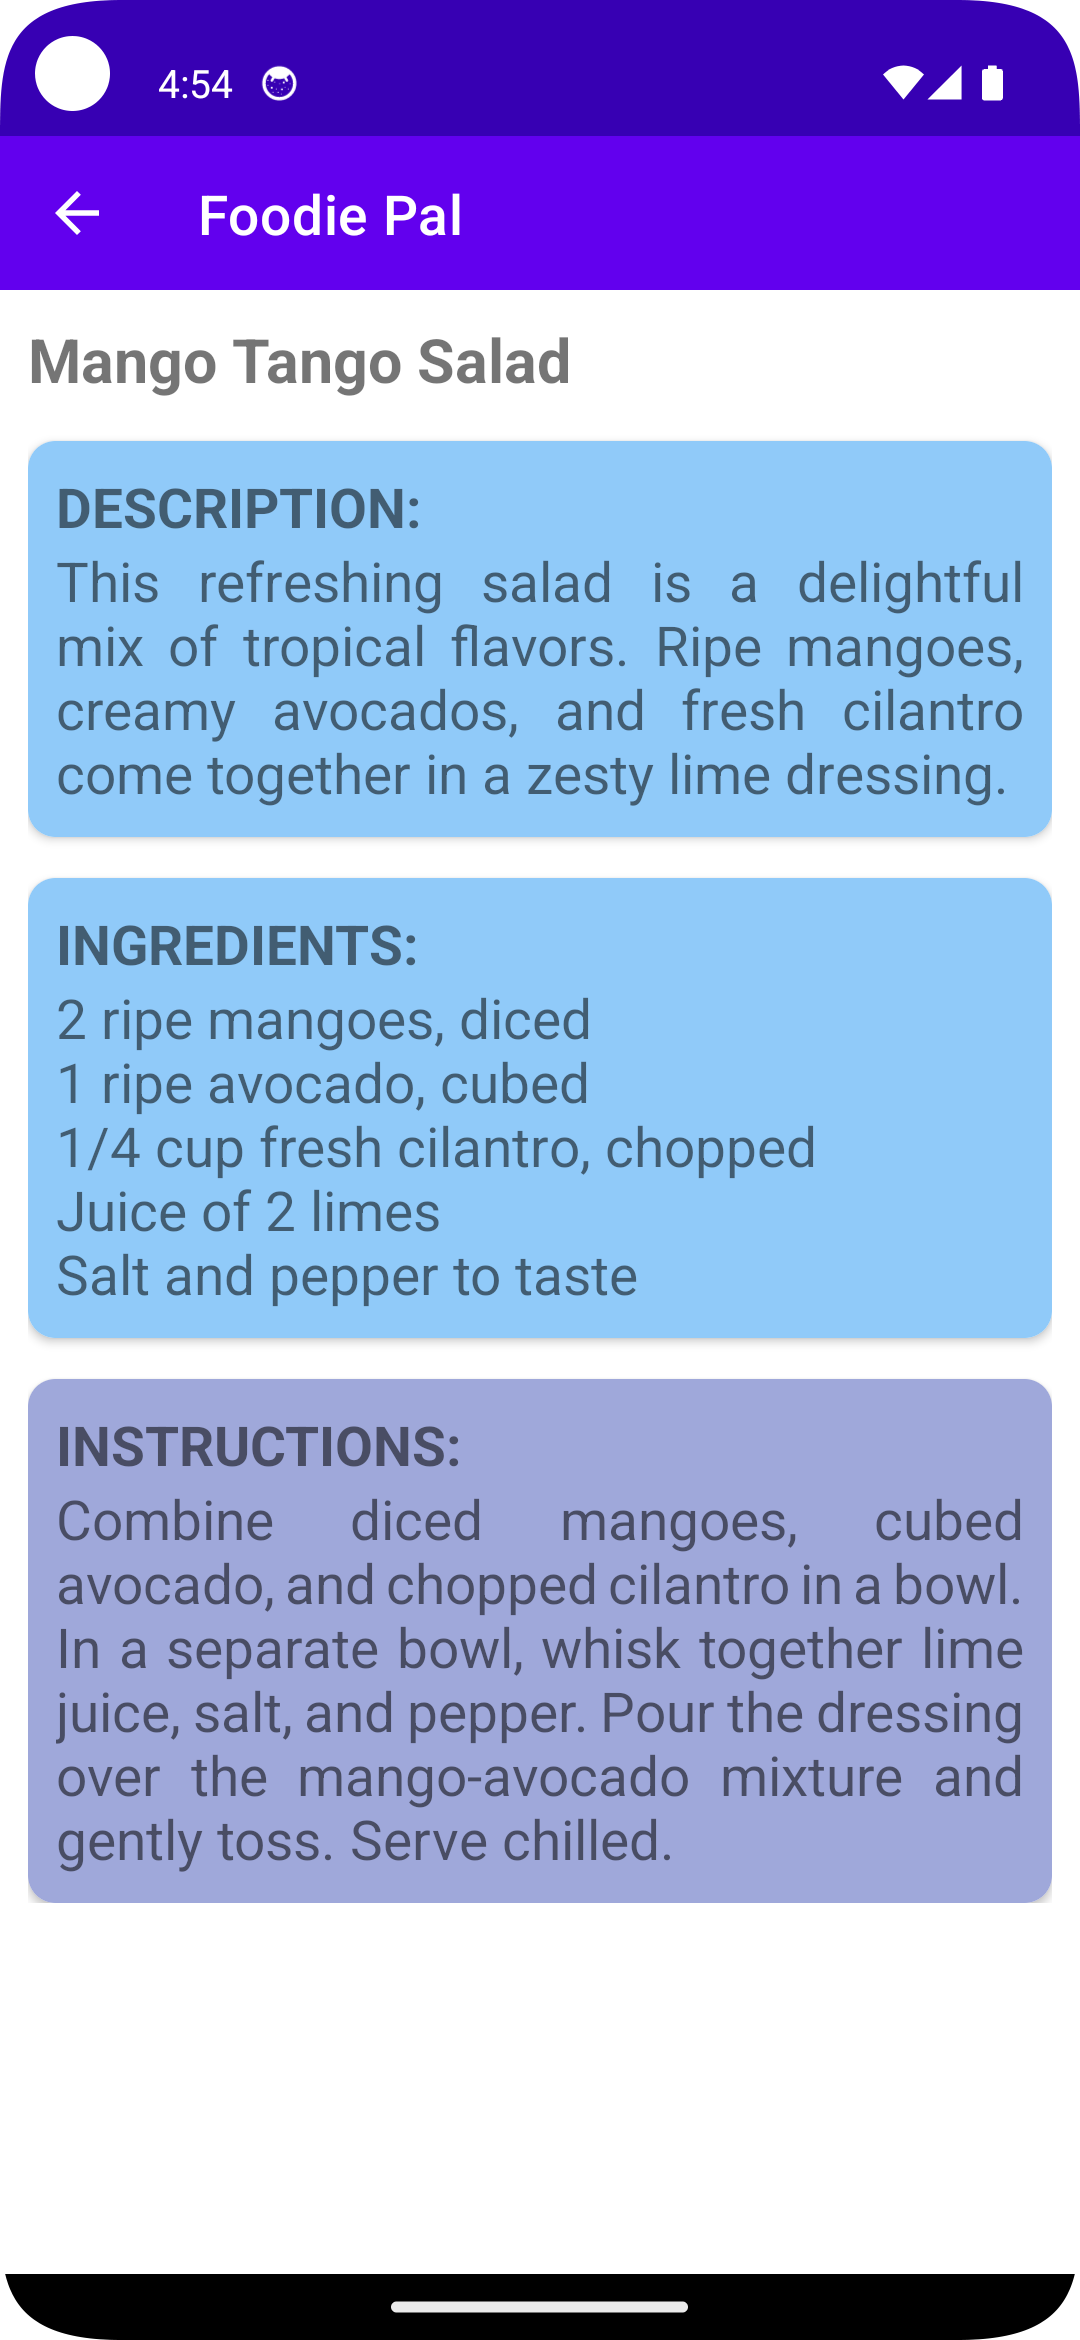 4:54
Foodie Pal
Mango Tango Salad
DESCRIPTION:
This refreshing salad is a delightful
mix of tropical flavors. Ripe mangoes,
creamy avocados, and fresh cilantro
come together in a zesty lime dressing.
INGREDIENTS:
2 ripe mangoes, diced
1 ripe avocado, cubed
1/4 cup fresh cilantro, chopped
Juice of 2 limes
Salt and pepper to taste
INSTRUCTIONS:
Combine diced mangoes, cubed
avocado, and chopped cilantro in a bowl.
In a separate bowl, whisk together lime
juice, salt, and pepper. Pour the dressing
over the mango-avocado mixture and
gently toss. Serve chilled.